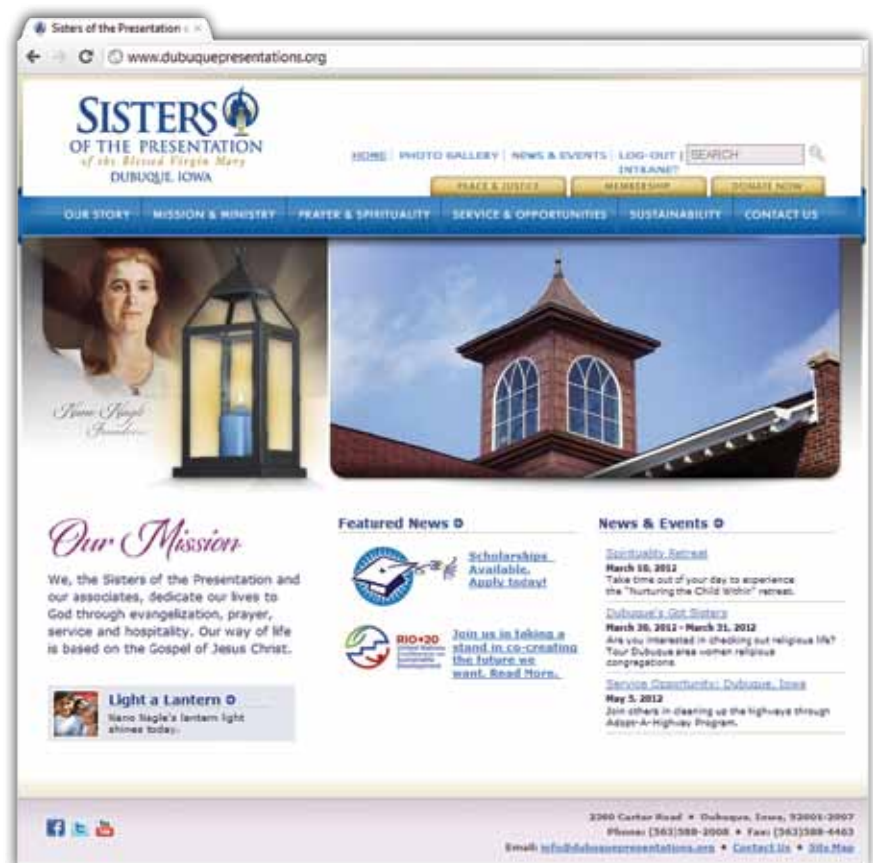 Sisters of the Presentation
www.dubuquepresentations.org
SISTERS
OF THE PRESENTATION
of the Blessed Virgin Mary
DUBUQUE, IOWA
HOME | PHOTO GALLERY | NEWS & EVENTS | LOG-OUT | SEARCH
INTRANET
PEACE & JUSTICE MEMBERSHIP DONATE NOW
OUR STORY MISSION & MINISTRY PRAYER & SPIRITUALITY SERVICE & OPPORTUNITIES SUSTAINABILITY CONTACT US
Nano Nagle
Foundress
Our Mission
We, the Sisters of the Presentation and
our associates, dedicate our lives to
God through evangelization, prayer,
service and hospitality. Our way of life
is based on the Gospel of Jesus Christ.
Light a Lantern
Nano Nagle's lantern light
shines today.
Featured News
Scholarships
Available.
Apply today!
RIO+20
United Nations
Conference on
Sustainable
Development
Join us in taking a
stand in co-creating
the future we
want. Read More.
News & Events
Spirituality Retreat
March 10, 2012
Take time out of your day to experience
the "Nurturing the Child Within" retreat.
Dubuque's Got Sisters
March 30, 2012 - March 31, 2012
Are you interested in checking out religious life?
Tour Dubuque area women religious
congregations
Service Opportunity: Dubuque, Iowa
May 5, 2012
Join others in cleaning up the highways through
Adopt-A-Highway Program.
2360 Carter Road • Dubuque, Iowa, 52001-2997
Phone: (563)588-2008 • Fax: (563)588-4463
Email: info@dubuquepresentations.org • Contact Us • Site Map